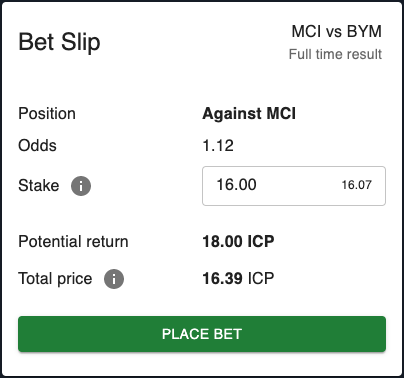 Bet Slip
MCI vs BYM
Full time result
Position Against MCI
Odds 1.12
Stake i 16.00 16.07
Potential return 18.00 ICP
Total price i 16.39 ICP
PLACE BET